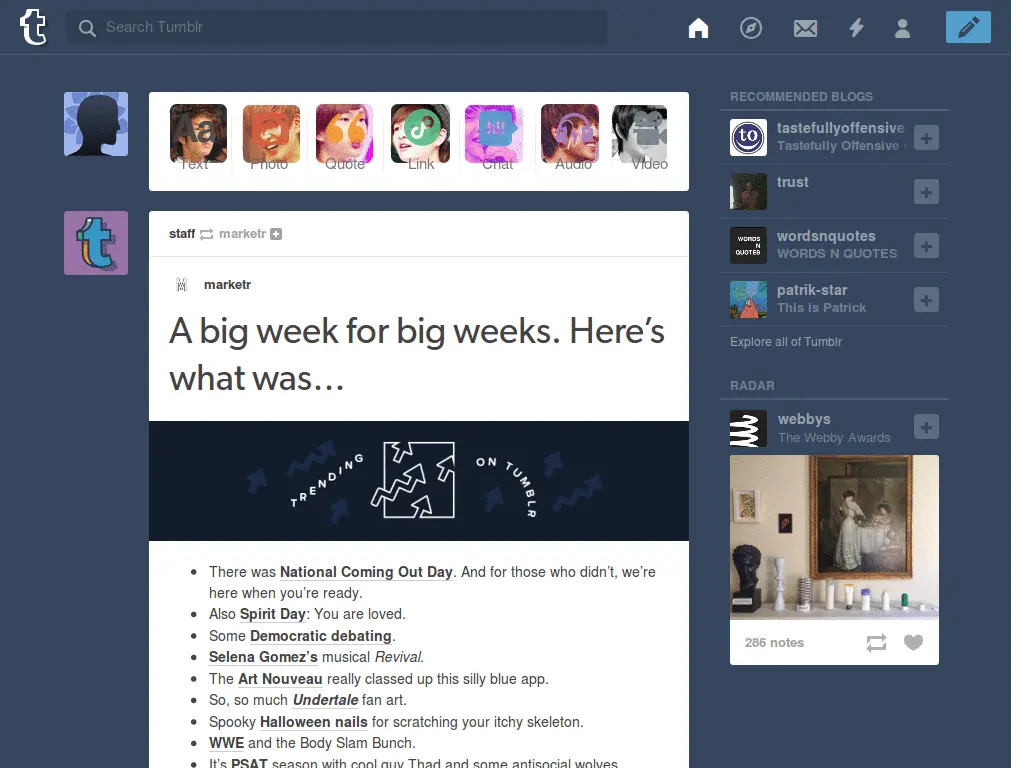 t
Search Tumblr
Aa
Text
Photo
Quote
Link
Chat
Audio
Video
staff marketr
marketr
A big week for big weeks. Here’s
what was…
TRENDING ON TUMBLR
There was National Coming Out Day. And for those who didn’t, we’re
here when you’re ready.
Also Spirit Day: You are loved.
Some Democratic debating.
Selena Gomez’s musical Revival.
The Art Nouveau really classed up this silly blue app.
So, so much Undertale fan art.
Spooky Halloween nails for scratching your itchy skeleton.
WWE and the Body Slam Bunch.
It’s PSAT season with cool guy Thad and some antisocial wolves.
RECOMMENDED BLOGS
to
tastefullyoffensive
Tastefully Offensive
trust
WORDS
N
QUOTES
wordsnquotes
WORDS N QUOTES
patrik-star
This is Patrick
Explore all of Tumblr
RADAR
webbys
The Webby Awards
286 notes